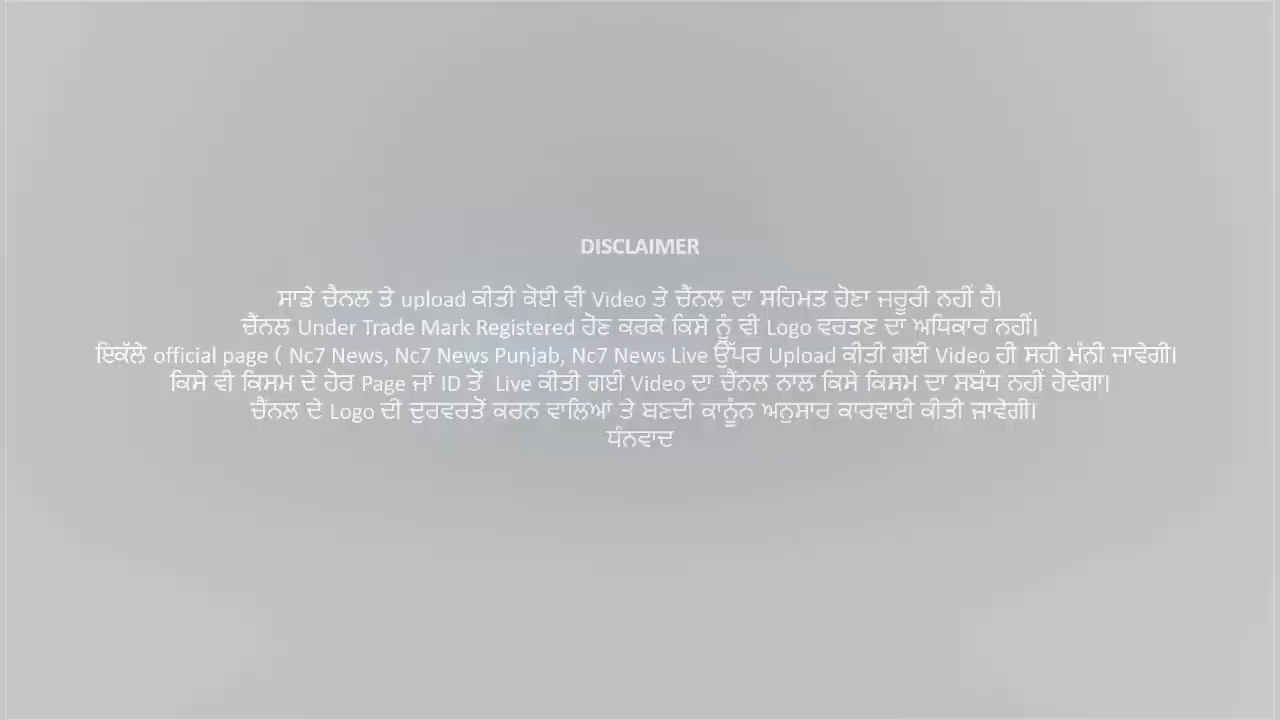 DISCLAIMER
ਸਾਡੇ ਚੈਨਲ ਤੇ upload ਕੀਤੀ ਕੋਈ ਵੀ Video ਤੇ ਚੈੱਨਲ ਦਾ ਸਹਿਮਤ ਹੋਣਾ ਜਰੂਰੀ ਨਹੀਂ ਹੈ।
ਚੈੱਨਲ Under Trade Mark Registered ਹੋਣ ਕਰਕੇ ਕਿਸੇ ਨੂੰ ਵੀ Logo ਵਰਤਣ ਦਾ ਅਧਿਕਾਰ ਨਹੀਂ।
ਇਕੱਲੇ official page ( Nc7 News, Nc7 News Punjab, Nc7 News Live ਉੱਪਰ Upload ਕੀਤੀ ਗਈ Video ਹੀ ਸਹੀ ਮੰਨੀ ਜਾਵੇਗੀ।
ਕਿਸੇ ਵੀ ਕਿਸਮ ਦੇ ਹੋਰ Page ਜਾਂ ID ਤੋਂ Live ਕੀਤੀ ਗਈ Video ਦਾ ਚੈੱਨਲ ਨਾਲ ਕਿਸੇ ਕਿਸਮ ਦਾ ਸਬੰਧ ਨਹੀਂ ਹੋਵੇਗਾ।
ਚੈੱਨਲ ਦੇ Logo ਦੀ ਦੁਰਵਰਤੋਂ ਕਰਨ ਵਾਲਿਆਂ ਤੇ ਬਣਦੀ ਕਾਨੂੰਨ ਅਨੁਸਾਰ ਕਾਰਵਾਈ ਕੀਤੀ ਜਾਵੇਗੀ।
ਧੰਨਵਾਦ